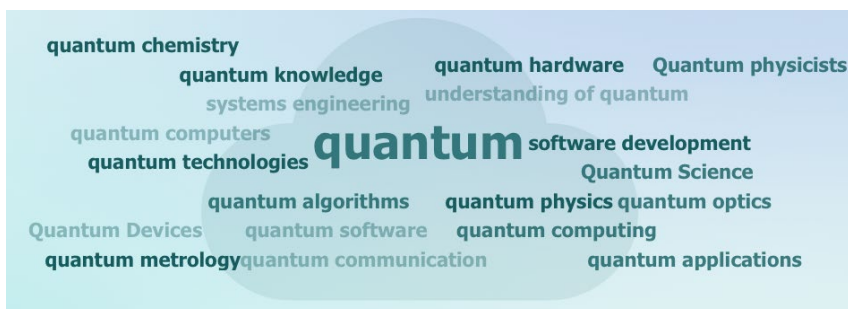 quantum chemistry
quantum hardware Quantum physicists
quantum knowledge
systems engineering understanding of quantum
quantum computers
quantum software development
quantum technologies
Quantum Science
quantum algorithms quantum physics quantum optics
Quantum Devices quantum software quantum computing
quantum metrology quantum communication quantum applications